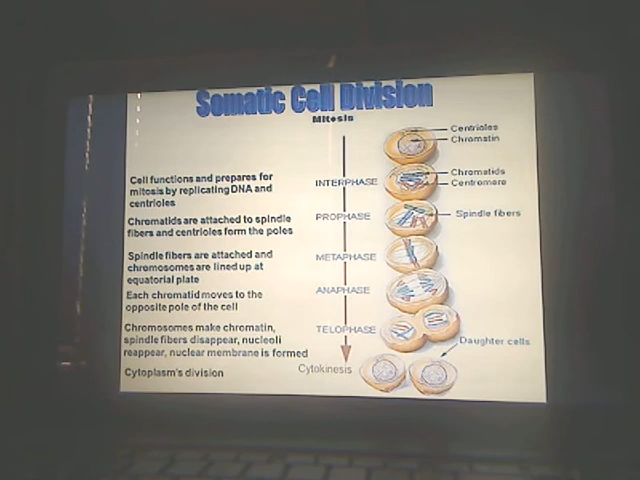 Somatic Cell Division
Mitosis
Centrioles
Chromatin
Cell functions and prepares for
mitosis by replicating DNA and
centrioles
INTERPHASE
Chromatids
Centromere
Chromatids are attached to spindle
fibers and centrioles form the poles
PROPHASE
Spindle fibers
Spindle fibers are attached and
chromosomes are lined up at
equatorial plate
METAPHASE
Each chromatid moves to the
opposite pole of the cell
ANAPHASE
Chromosomes make chromatin,
spindle fibers disappear, nucleoli
reappear, nuclear membrane is formed
TELOPHASE
Daughter cells
Cytoplasm's division
Cytokinesis